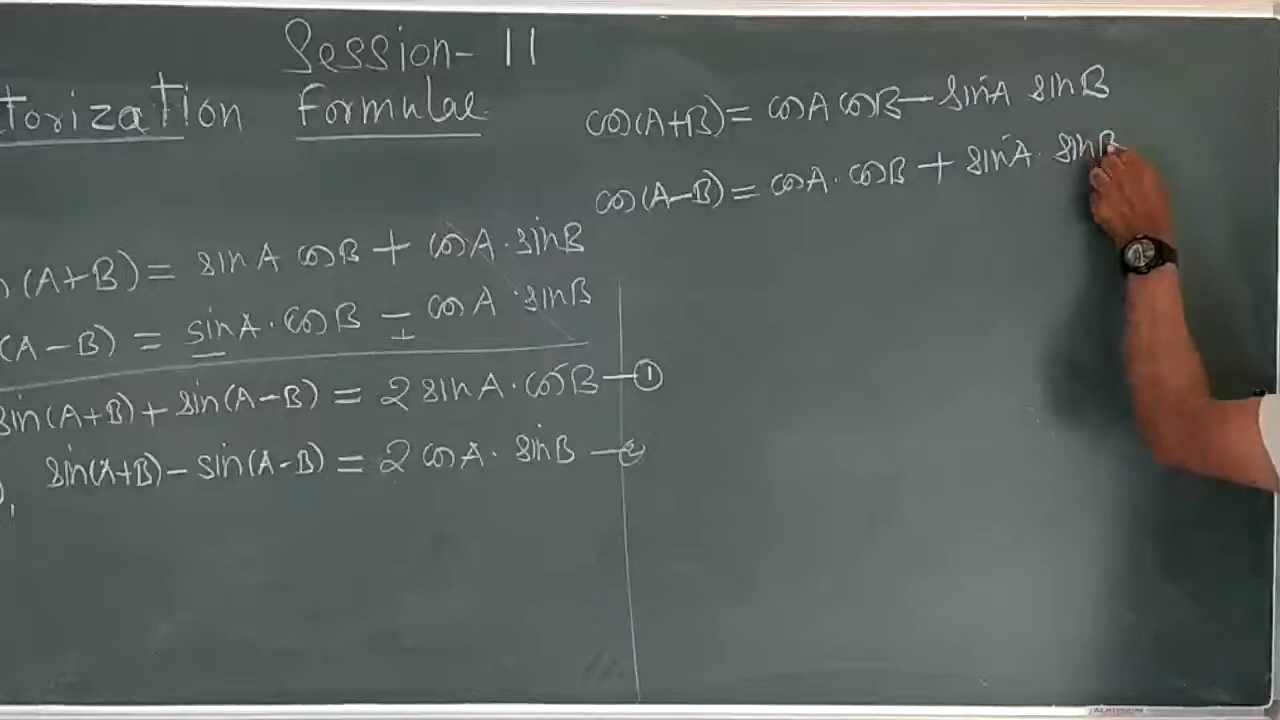 Session- 11
torization Formulae
(A+B)= sinA cosB + cosA·sinB
(A-B) = sinA·cosB - cosA·sinB
sin(A+B)+ sin(A-B) = 2 sinA·cosB —①
sin(A+B)- sin(A-B) = 2 cosA· sinB —②
cos(A+B)= cosA cosB - sinA sinB
cos(A-B)= cosA·cosB + sinA· sinB